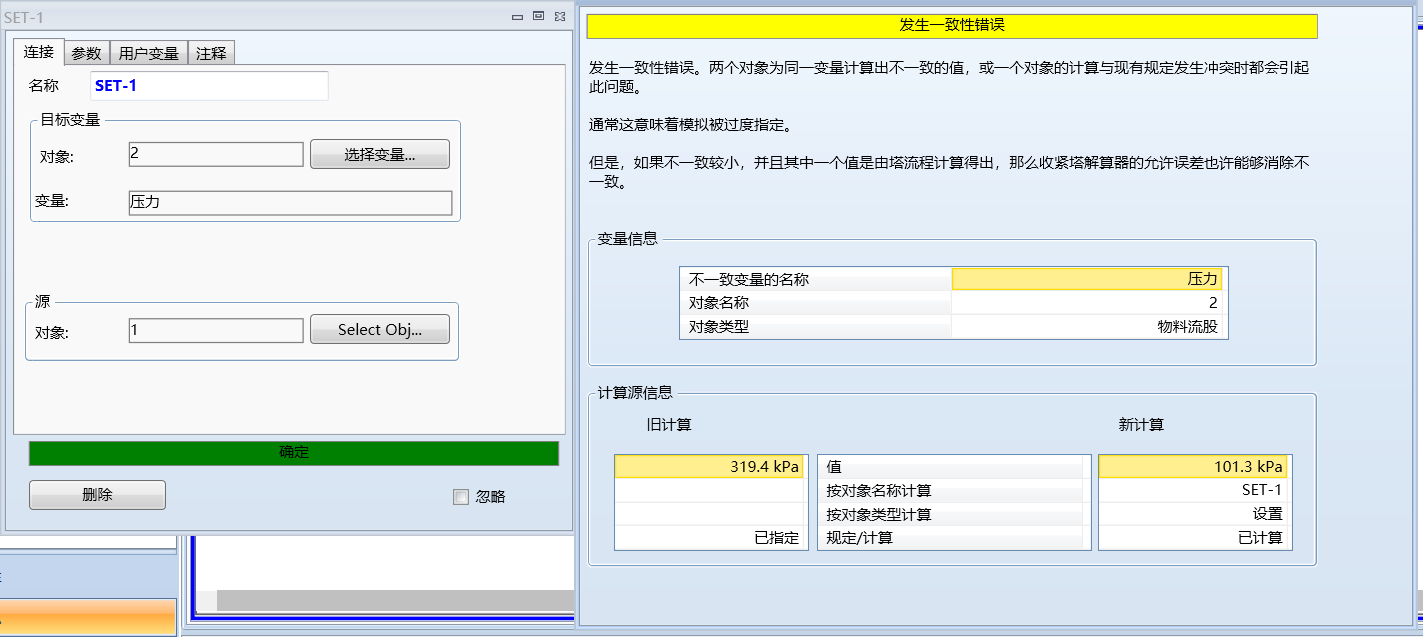 SET-1
连接
参数
用户变量
注释
名称
SET-1
目标变量
对象:
2
选择变量...
变量:
压力
源
对象:
1
Select Obj...
确定
删除
忽略
发生一致性错误
发生一致性错误。两个对象为同一变量计算出不一致的值，或一个对象的计算与现有规定发生冲突时都会引起
此问题。
通常这意味着模拟被过度指定。
但是，如果不一致较小，并且其中一个值是由塔流程计算得出，那么收紧塔解算器的允许误差也许能够消除不
一致。
变量信息
不一致变量的名称 压力
对象名称 2
对象类型 物料流股
计算源信息
旧计算 新计算
319.4 kPa 值 101.3 kPa
按对象名称计算 SET-1
按对象类型计算 设置
已指定 规定/计算 已计算